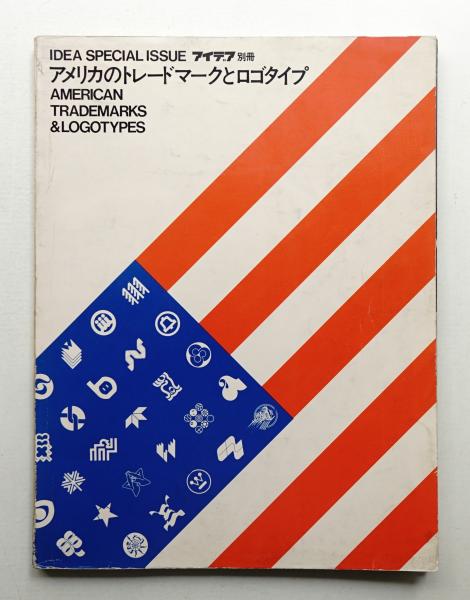 IDEA SPECIAL ISSUE アイデア 別冊
アメリカのトレードマークとロゴタイプ
AMERICAN
TRADEMARKS
&LOGOTYPES